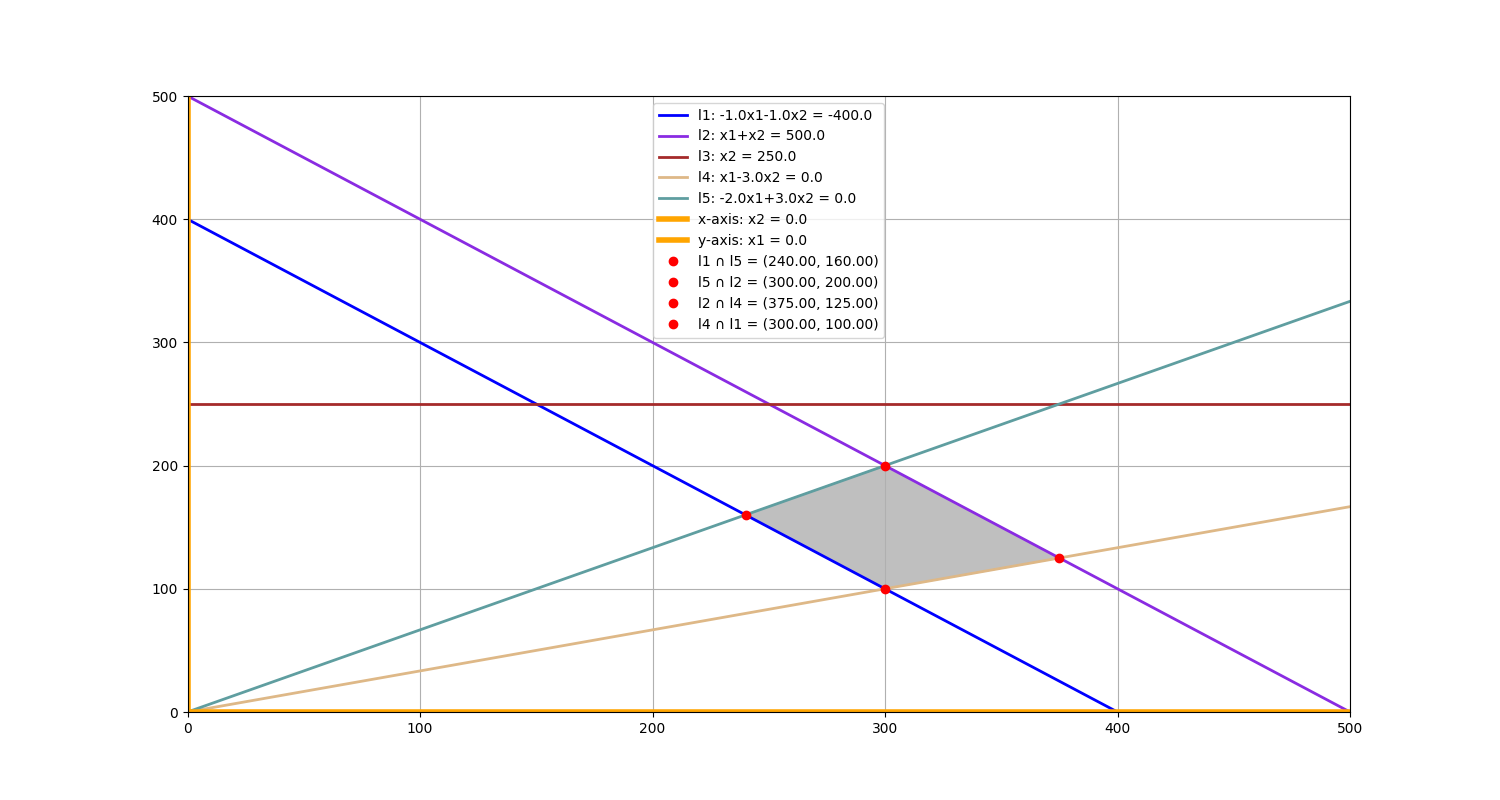 500
400
300
200
100
0
l1: -1.0x1-1.0x2 = -400.0
l2: x1+x2 = 500.0
l3: x2 = 250.0
l4: x1-3.0x2 = 0.0
l5: -2.0x1+3.0x2 = 0.0
x-axis: x2 = 0.0
y-axis: x1 = 0.0
l1 ∩ l5 = (240.00, 160.00)
l5 ∩ l2 = (300.00, 200.00)
l2 ∩ l4 = (375.00, 125.00)
l4 ∩ l1 = (300.00, 100.00)
0 100 200 300 400 500